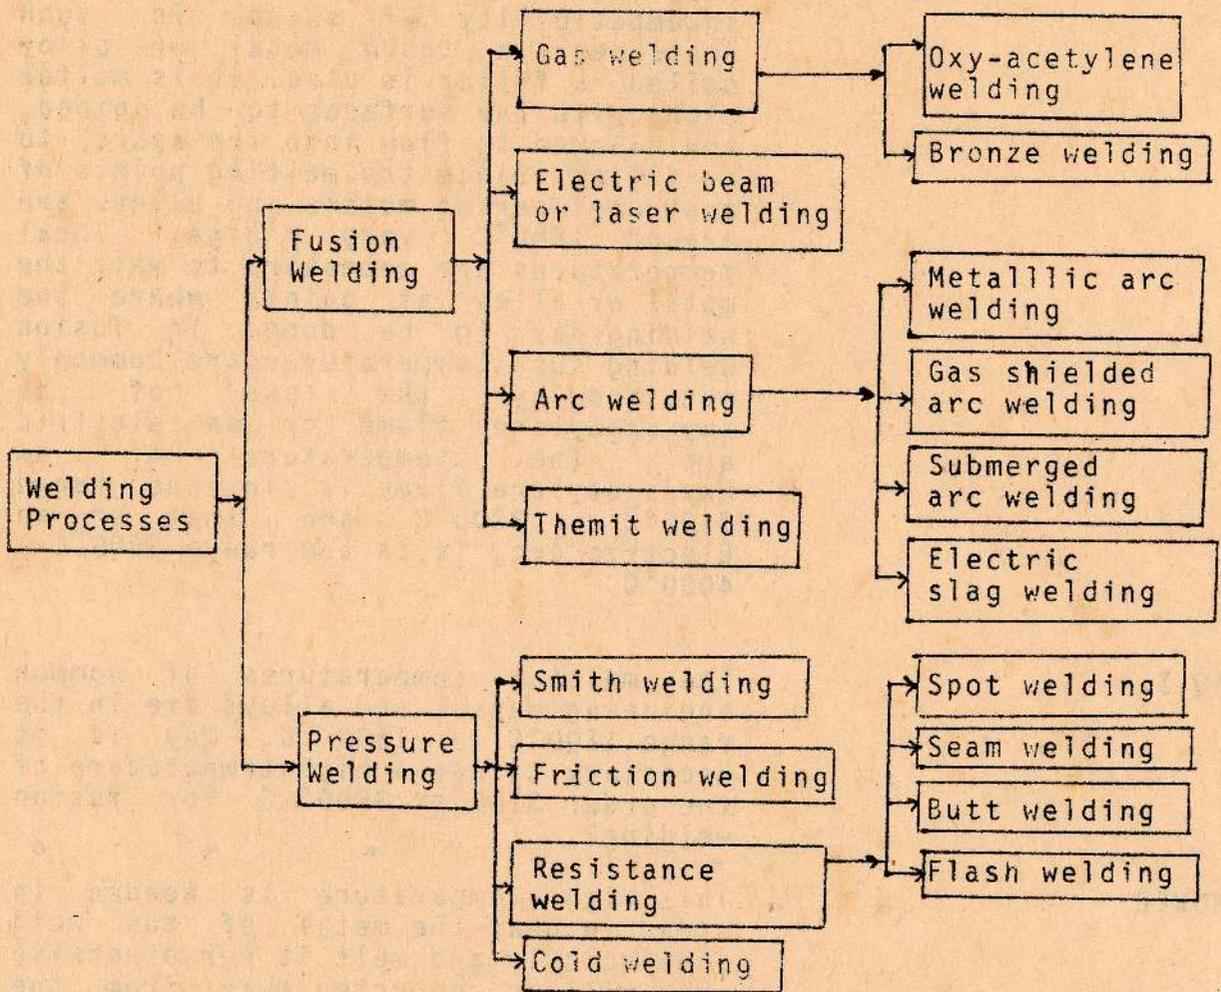 Welding
Processes
Fusion
Welding
Pressure
Welding
Gas welding
Electric beam
or laser welding
Arc welding
Themit welding
Smith welding
Friction welding
Resistance
welding
Cold welding
Oxy-acetylene
welding
Bronze welding
Metalllic arc
welding
Gas shielded
arc welding
Submerged
arc welding
Electric
slag welding
Spot welding
Seam welding
Butt welding
Flash welding